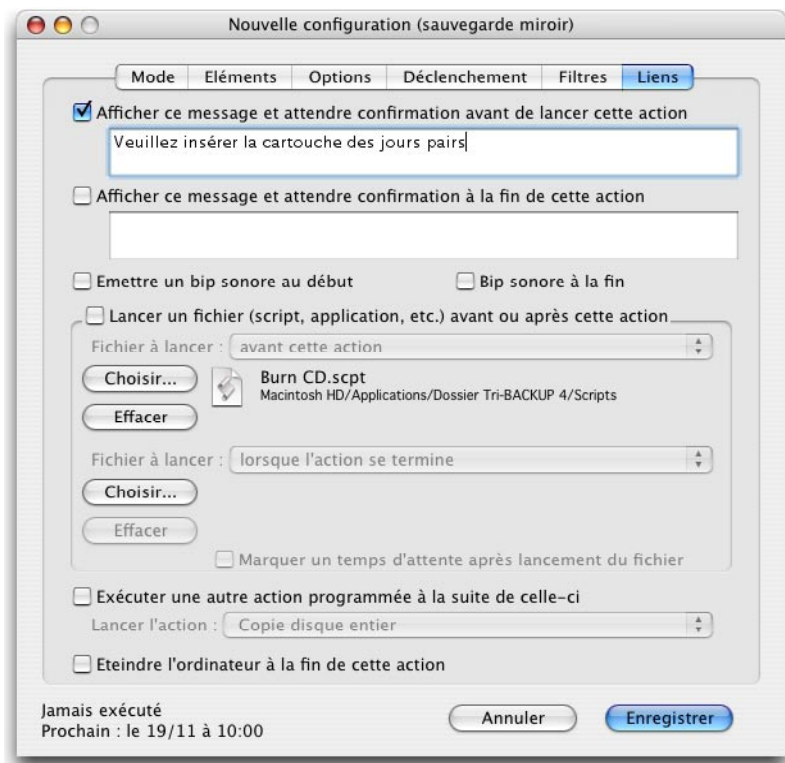 Nouvelle configuration (sauvegarde miroir)
Mode Eléments Options Déclenchement Filtres Liens
Afficher ce message et attendre confirmation avant de lancer cette action
Veuillez insérer la cartouche des jours pairs
Afficher ce message et attendre confirmation à la fin de cette action
Emettre un bip sonore au début Bip sonore à la fin
Lancer un fichier (script, application, etc.) avant ou après cette action
Fichier à lancer : avant cette action
Choisir... Burn CD.scpt
Macintosh HD/Applications/Dossier Tri-BACKUP 4/Scripts
Effacer
Fichier à lancer : lorsque l'action se termine
Choisir...
Effacer
Marquer un temps d'attente après lancement du fichier
Exécuter une autre action programmée à la suite de celle-ci
Lancer l'action : Copie disque entier
Eteindre l'ordinateur à la fin de cette action
Jamais exécuté
Prochain : le 19/11 à 10:00
Annuler Enregistrer